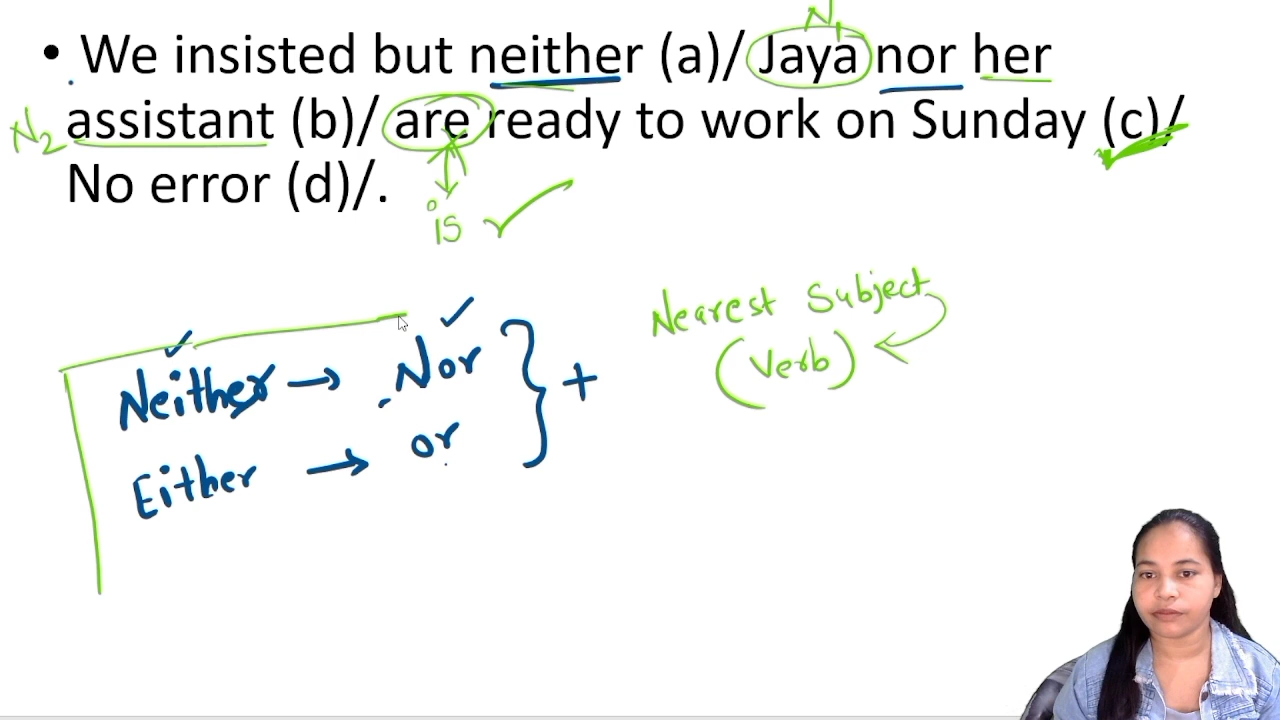 N1
• We insisted but neither (a)/ Jaya nor her
N2 assistant (b)/ are ready to work on Sunday (c)/
No error (d)/.
is
Nearest Subject
(Verb)
Neither → Nor } +
Either → or